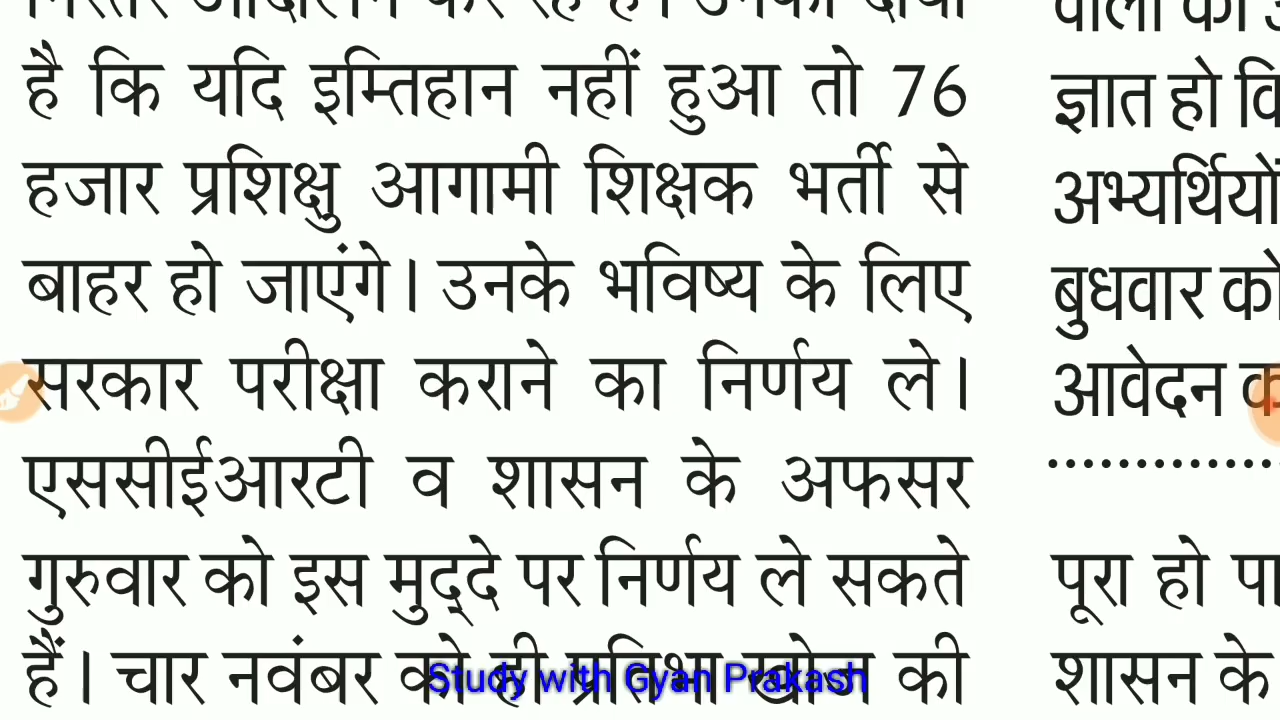 है कि यदि इम्तिहान नहीं हुआ तो 76
हजार प्रशिक्षु आगामी शिक्षक भर्ती से
बाहर हो जाएंगे। उनके भविष्य के लिए
सरकार परीक्षा कराने का निर्णय ले।
एससीईआरटी व शासन के अफसर
गुरुवार को इस मुद्दे पर निर्णय ले सकते
हैं। चार नवंबर को ही प्रतिभा खोज की
Study with Gyan Prakash
ज्ञात हो
अभ्यर्थियों
बुधवार को
आवेदन
पूरा हो
शासन के